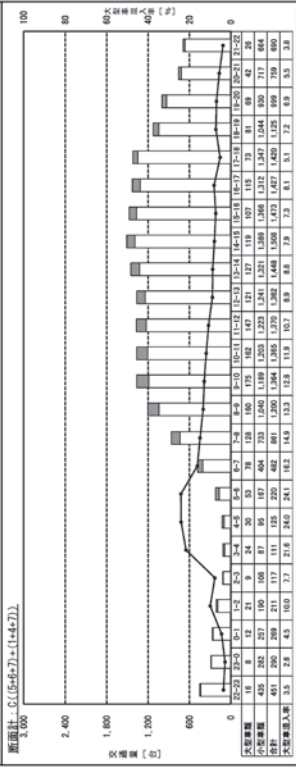 断面計：C((5+6+7)+(1+4+7))
交通量 [台]
3,000
2,400
1,800
1,200
600
0
大型車混入率 [%]
100
80
60
40
20
0
22-23 23-0 0-1 1-2 2-3 3-4 4-5 5-6 6-7 7-8 8-9 9-10 10-11 11-12 12-13 13-14 14-15 15-16 16-17 17-18 18-19 19-20 20-21 21-22
大型車類 16 8 12 21 9 24 30 53 78 128 160 175 162 147 121 127 119 107 115 73 81 69 42 26
小型車類 435 282 257 190 108 87 95 167 404 733 1,040 1,189 1,203 1,223 1,241 1,321 1,389 1,366 1,312 1,347 1,044 930 717 664
合計 451 290 269 211 117 111 125 220 482 861 1,200 1,364 1,365 1,370 1,362 1,448 1,508 1,473 1,427 1,420 1,125 999 759 690
大型車混入率 3.5 2.8 4.5 10.0 7.7 21.6 24.0 24.1 16.2 14.9 13.3 12.8 11.9 10.7 8.9 8.8 7.9 7.3 8.1 5.1 7.2 6.9 5.5 3.8